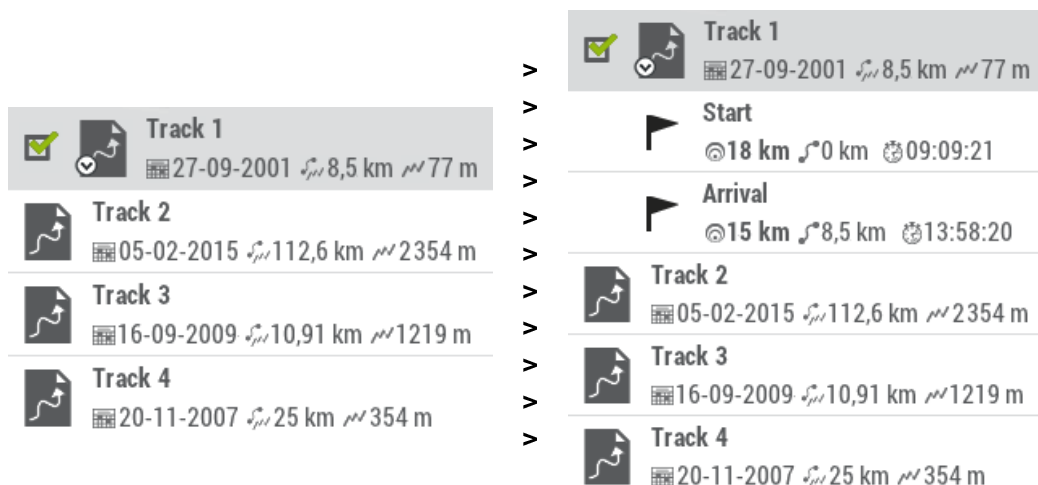 Track 1
27-09-2001 8,5 km 77 m
Track 2
05-02-2015 112,6 km 2354 m
Track 3
16-09-2009 10,91 km 1219 m
Track 4
20-11-2007 25 km 354 m
>
>
>
>
>
>
>
>
>
>
>
Track 1
27-09-2001 8,5 km 77 m
Start
18 km 0 km 09:09:21
Arrival
15 km 8,5 km 13:58:20
Track 2
05-02-2015 112,6 km 2354 m
Track 3
16-09-2009 10,91 km 1219 m
Track 4
20-11-2007 25 km 354 m